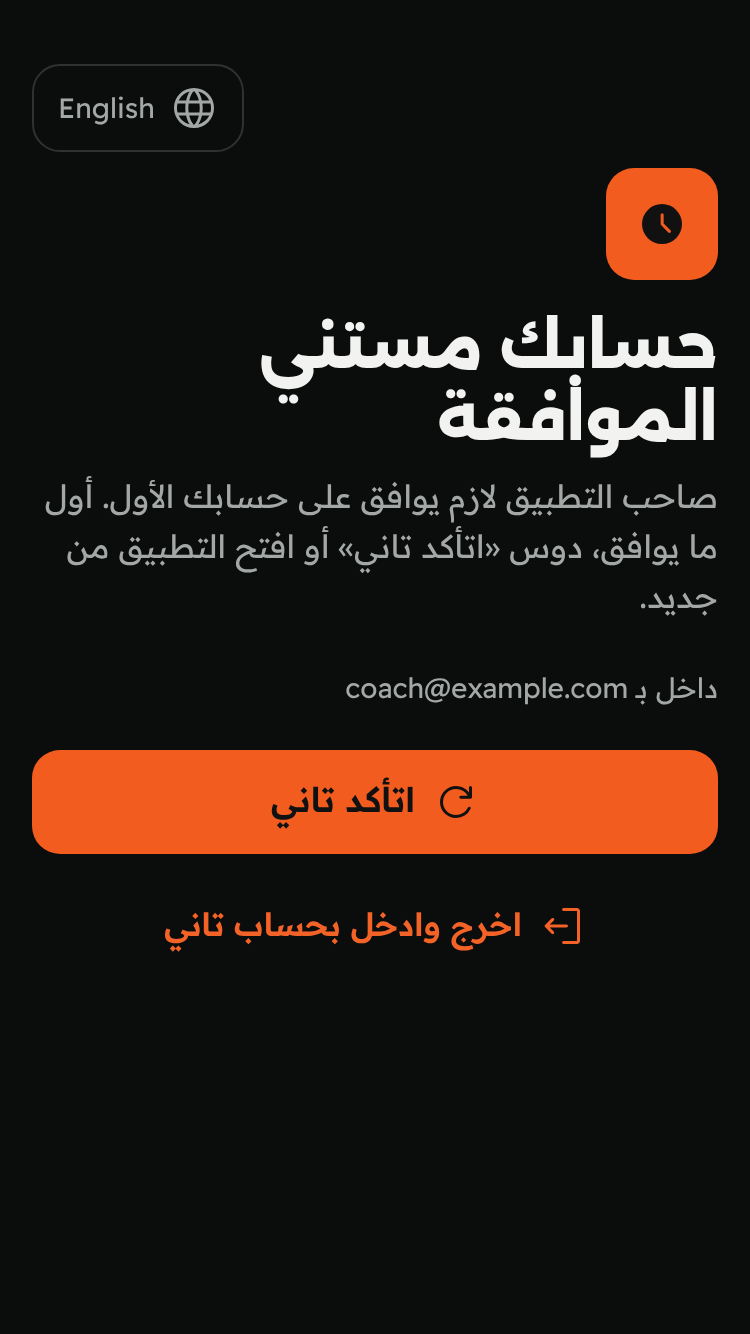 English
حسابك مستني
الموافقة
صاحب التطبيق لازم يوافق على حسابك الأول. أول
ما يوافق، دوس «اتأكد تاني» أو افتح التطبيق من
جديد.
داخل بـ coach@example.com
اتأكد تاني
اخرج وادخل بحساب تاني